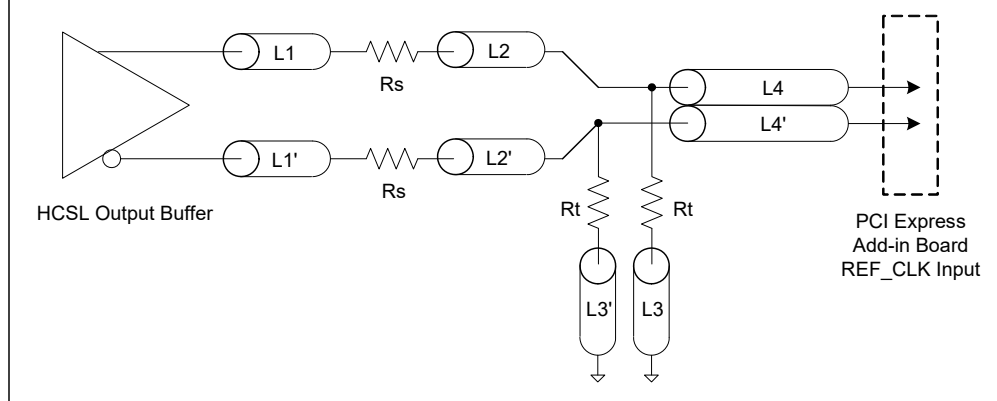 L1
Rs
L2
L4
L4'
L1'
Rs
L2'
HCSL Output Buffer
Rt
Rt
L3'
L3
PCI Express
Add-in Board
REF_CLK Input